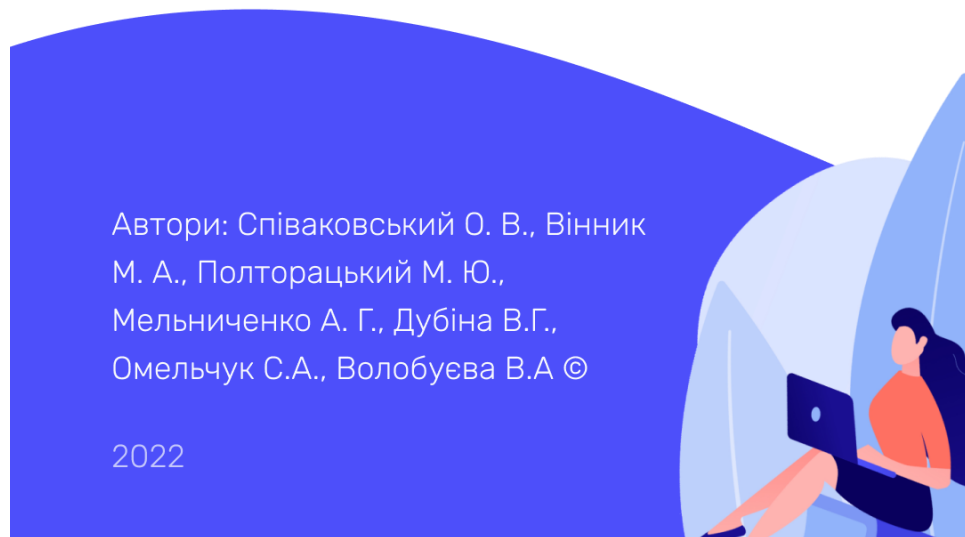 Автори: Співаковський О. В., Вінник
М. А., Полторацький М. Ю.,
Мельниченко А. Г., Дубіна В.Г.,
Омельчук С.А., Волобуєва В.А ©
2022